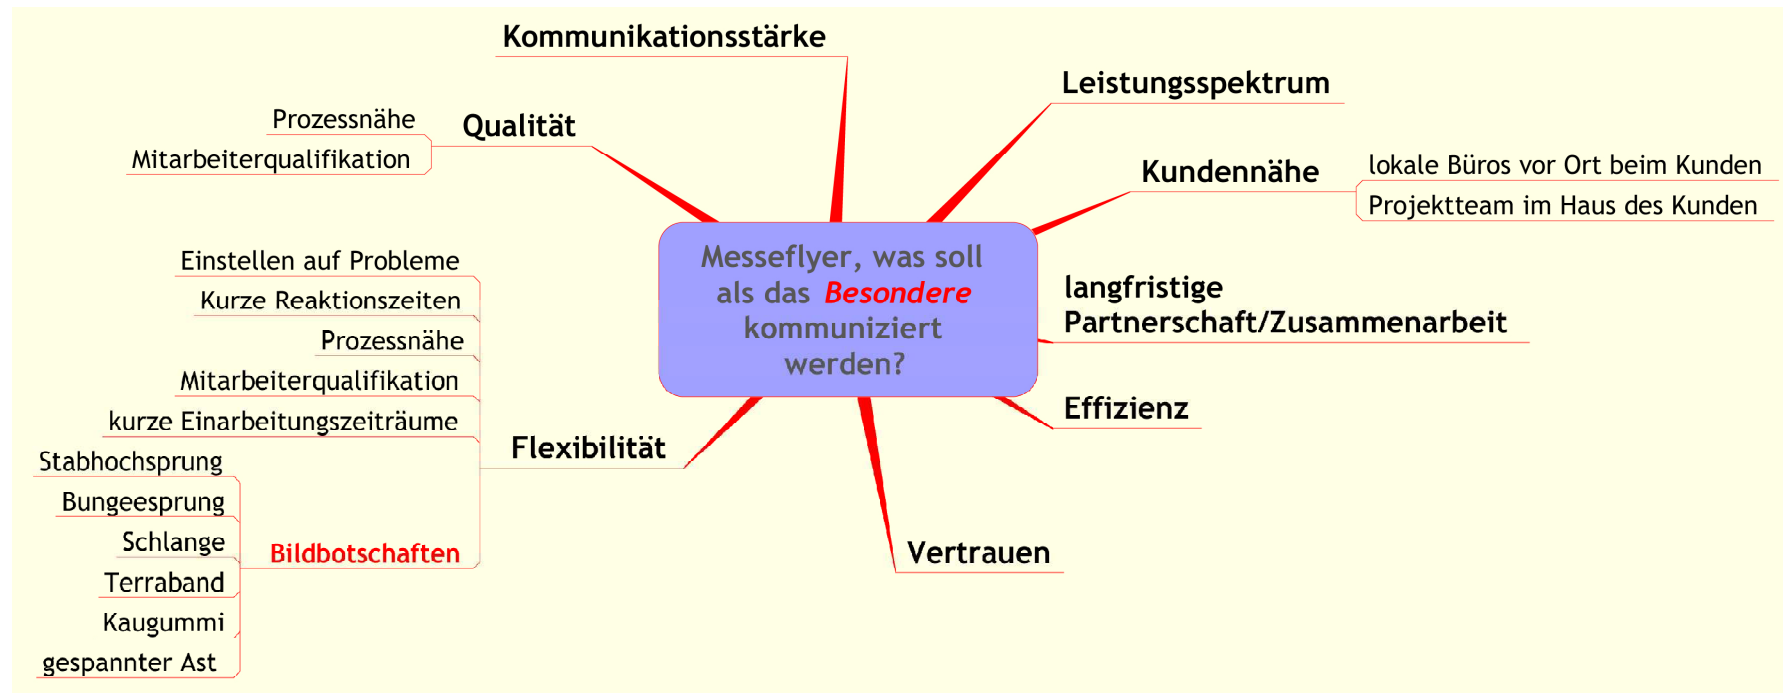 Kommunikationsstärke
Leistungsspektrum
Prozessnähe
Qualität
Mitarbeiterqualifikation
Kundennähe
lokale Büros vor Ort beim Kunden
Projektteam im Haus des Kunden
Messeflyer, was soll
als das Besondere
kommuniziert
werden?
langfristige
Partnerschaft/Zusammenarbeit
Effizienz
Vertrauen
Einstellen auf Probleme
Kurze Reaktionszeiten
Prozessnähe
Mitarbeiterqualifikation
kurze Einarbeitungszeiträume
Flexibilität
Stabhochsprung
Bungeesprung
Schlange
Bildbotschaften
Terraband
Kaugummi
gespannter Ast